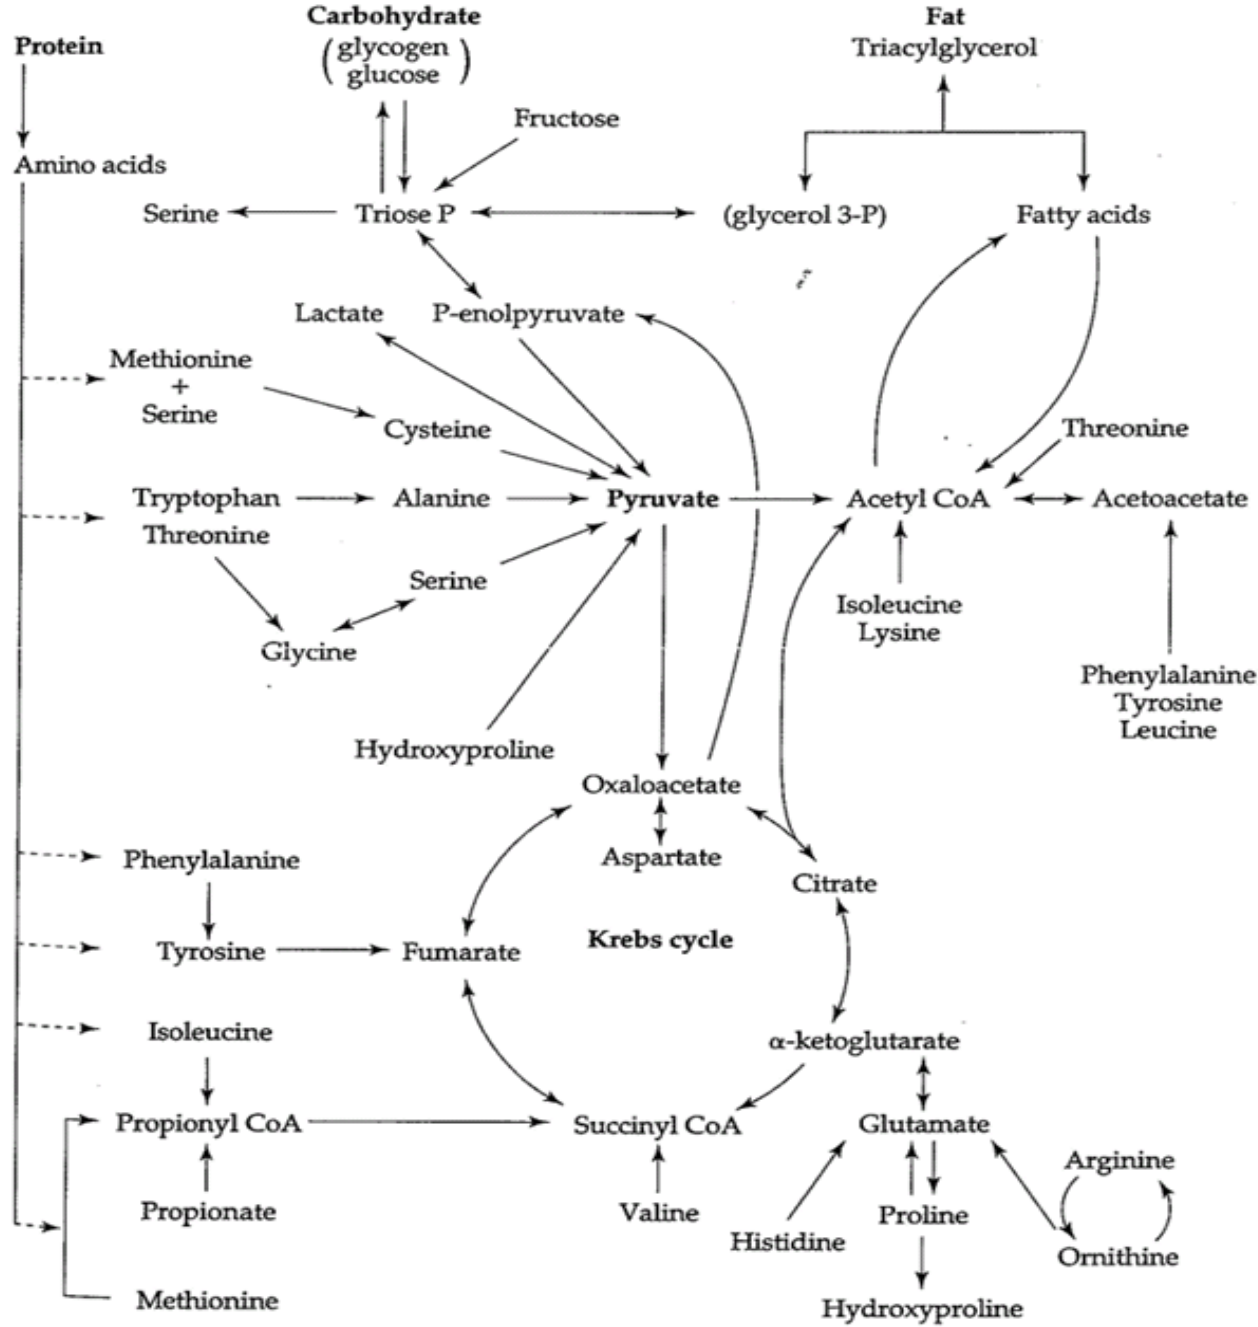 Carbohydrate
(glycogen
glucose)
Fat
Triacylglycerol
Protein
Fructose
Amino acids
Serine
Triose P
(glycerol 3-P)
Fatty acids
Lactate
P-enolpyruvate
Methionine
+
Serine
Cysteine
Threonine
Tryptophan
Alanine
Pyruvate
Acetyl CoA
Acetoacetate
Threonine
Serine
Glycine
Isoleucine
Lysine
Phenylalanine
Tyrosine
Leucine
Hydroxyproline
Oxaloacetate
Aspartate
Phenylalanine
Citrate
Tyrosine
Fumarate
Krebs cycle
Isoleucine
α-ketoglutarate
Propionyl CoA
Succinyl CoA
Glutamate
Arginine
Propionate
Valine
Histidine
Proline
Ornithine
Methionine
Hydroxyproline